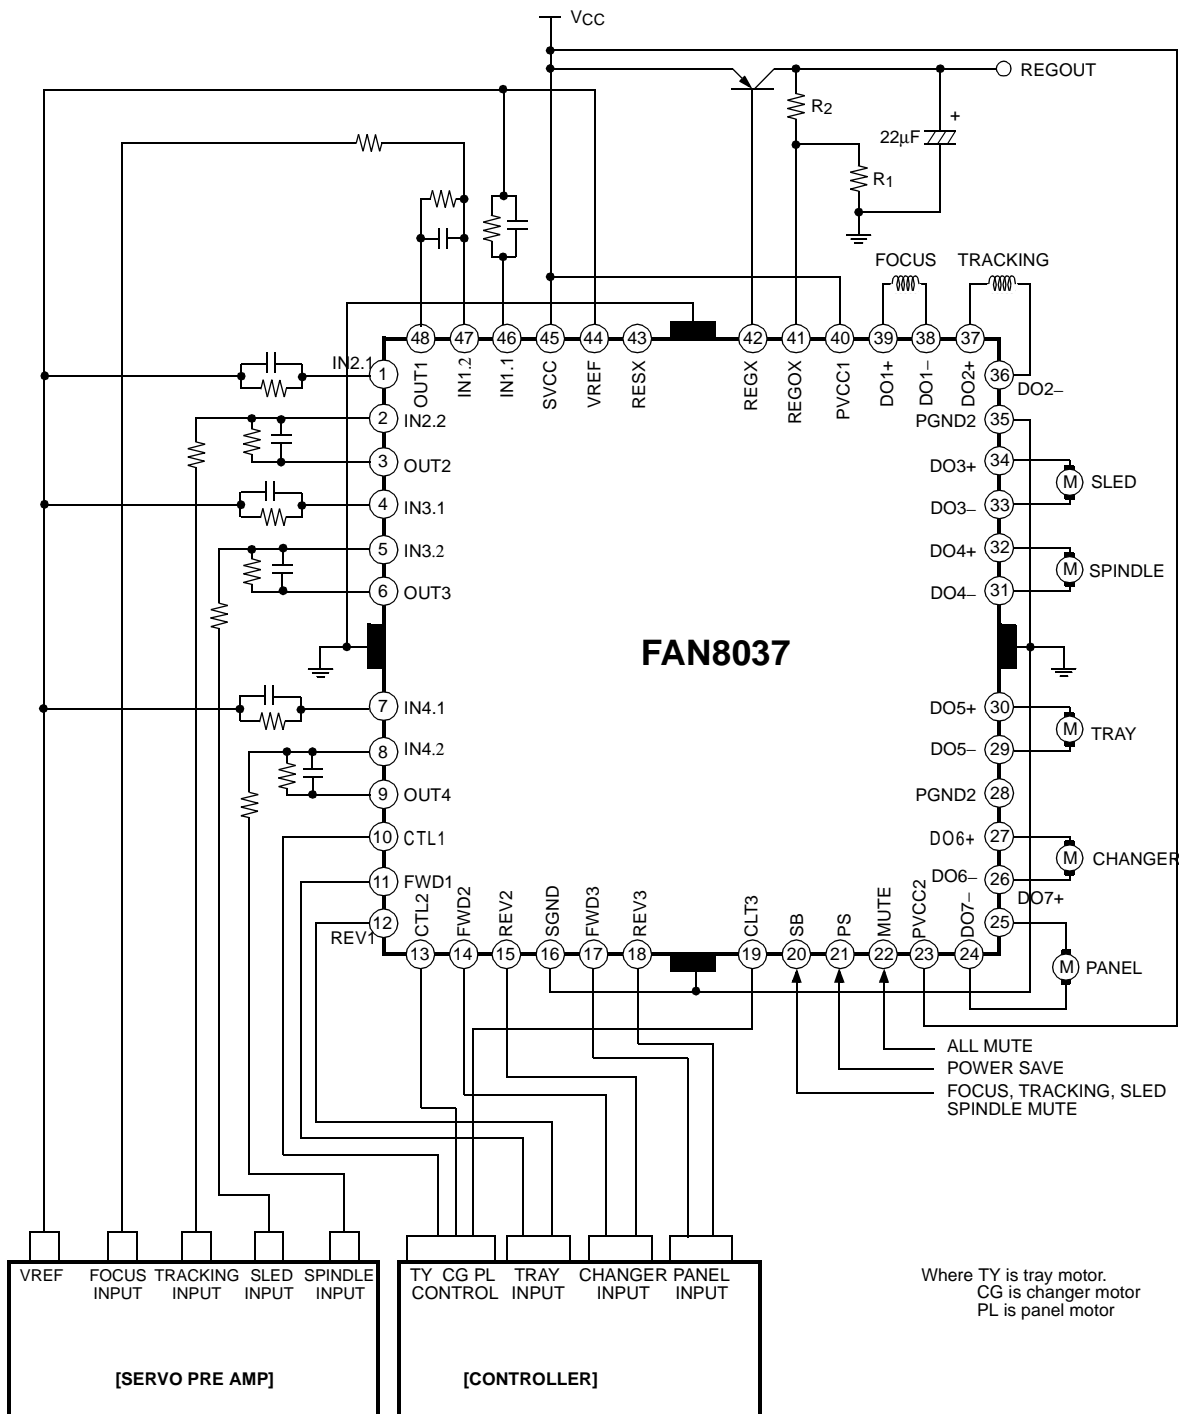 VCC
REGOUT
R2
+
22µF
R1
FOCUS TRACKING
48 47 46 45 44 43 42 41 40 39 38 37
OUT1 IN1.2 IN1.1 SVCC VREF RESX REGX REGOX PVCC1 DO1+ DO1− DO2+
IN2.1
1
36
DO2−
2 IN2.2
PGND2 35
3 OUT2
DO3+ 34
M SLED
4 IN3.1
DO3− 33
5 IN3.2
DO4+ 32
M SPINDLE
6 OUT3
DO4− 31
FAN8037
7 IN4.1
DO5+ 30
M TRAY
8 IN4.2
DO5− 29
9 OUT4
PGND2 28
10 CTL1
DO6+ 27
M CHANGER
11 FWD1
DO6− 26
12
REV1
DO7+
25
CTL2 FWD2 REV2 SGND FWD3 REV3 CLT3 SB PS MUTE PVCC2 DO7−
13 14 15 16 17 18 19 20 21 22 23 24
M PANEL
ALL MUTE
POWER SAVE
FOCUS, TRACKING, SLED
SPINDLE MUTE
VREF FOCUS INPUT TRACKING INPUT SLED INPUT SPINDLE INPUT
TY CG PL CONTROL TRAY INPUT CHANGER INPUT PANEL INPUT
Where TY is tray motor.
CG is changer motor
PL is panel motor
[SERVO PRE AMP]
[CONTROLLER]